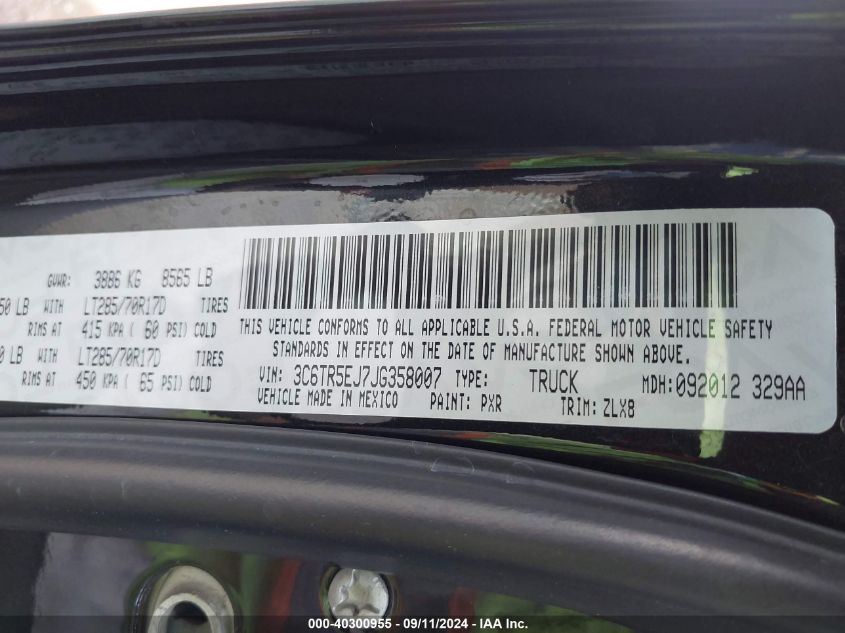 GVWR: 3886 KG 8565 LB
50 LB WITH LT285/70R17D TIRES
RIMS AT 415 KPA ( 60 PSI) COLD
0 LB WITH LT285/70R17D TIRES
RIMS AT 450 KPA ( 65 PSI) COLD
THIS VEHICLE CONFORMS TO ALL APPLICABLE U.S.A. FEDERAL MOTOR VEHICLE SAFETY
STANDARDS IN EFFECT ON THE DATE OF MANUFACTURE SHOWN ABOVE.
VIN: 3C6TR5EJ7JG358007 TYPE: TRUCK MDH:092012 329AA
VEHICLE MADE IN MEXICO PAINT: PXR TRIM: ZLX8
000-40300955 - 09/11/2024 - IAA Inc.